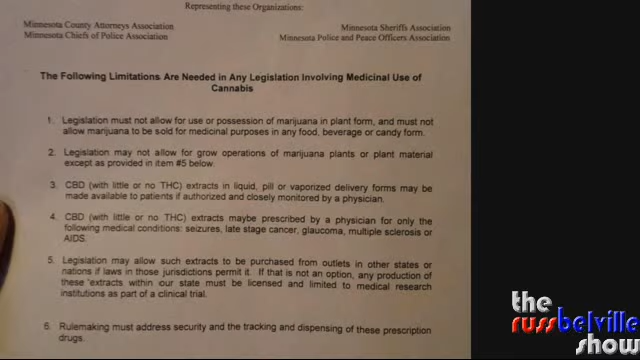 Representing these Organizations:
Minnesota County Attorneys Association
Minnesota Sheriffs Association
Minnesota Chiefs of Police Association
Minnesota Police and Peace Officers Association
The Following Limitations Are Needed in Any Legislation Involving Medicinal Use of
Cannabis
1. Legislation must not allow for use or possession of marijuana in plant form, and must not
allow marijuana to be sold for medicinal purposes in any food, beverage or candy form.
2. Legislation may not allow for grow operations of marijuana plants or plant material
except as provided in item #5 below.
3. CBD (with little or no THC) extracts in liquid, pill or vaporized delivery forms may be
made available to patients if authorized and closely monitored by a physician.
4. CBD (with little or no THC) extracts maybe prescribed by a physician for only the
following medical conditions: seizures, late stage cancer, glaucoma, multiple sclerosis or
AIDS.
5. Legislation may allow such extracts to be purchased from outlets in other states or
nations if laws in those jurisdictions permit it. If that is not an option, any production of
these extracts within our state must be licensed and limited to medical research
institutions as part of a clinical trial.
6. Rulemaking must address security and the tracking and dispensing of these prescription
drugs.
the
russbelville
show